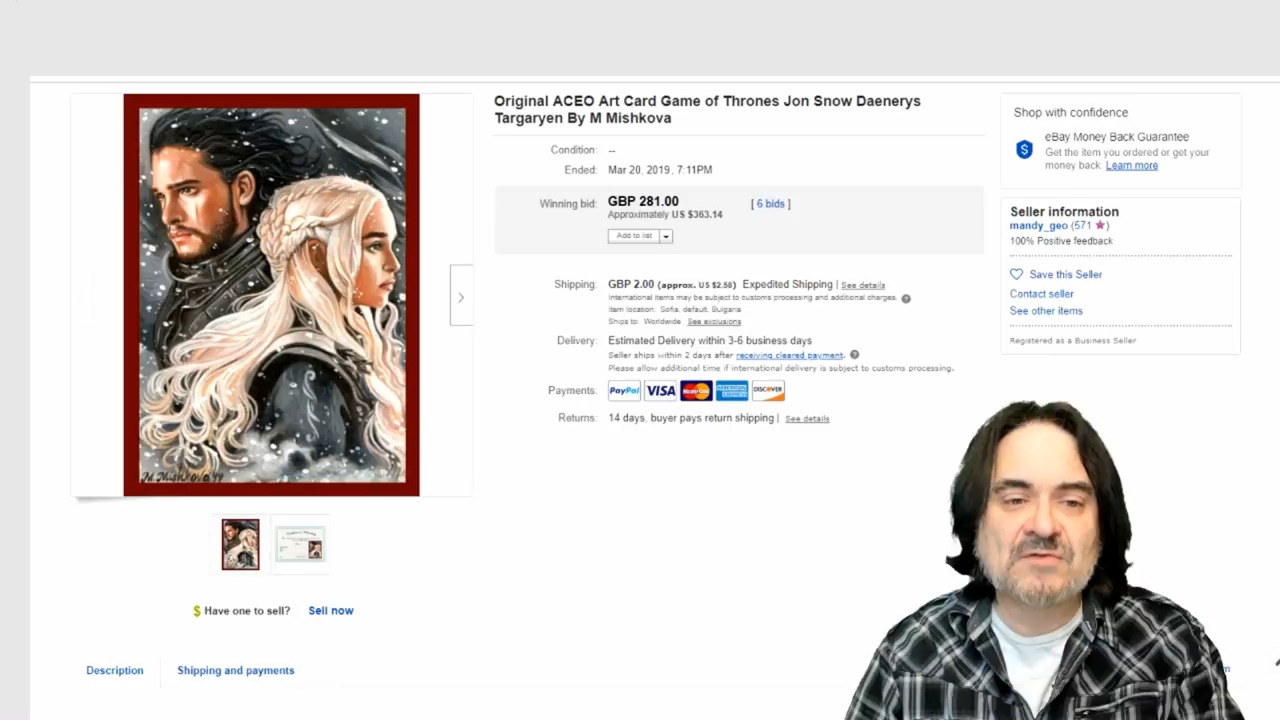 Original ACEO Art Card Game of Thrones Jon Snow Daenerys
Targaryen By M Mishkova
Condition: --
Ended: Mar 20, 2019, 7:11PM
Winning bid: GBP 281.00 [ 6 bids ]
Approximately US $363.14
Add to list
Shipping: GBP 2.00 (approx. US $2.58) Expedited Shipping | See details
International items may be subject to customs processing and additional charges. ?
Item location: Sofia, default, Bulgaria
Ships to: Worldwide See exclusions
Delivery: Estimated Delivery within 3-6 business days
Seller ships within 2 days after receiving cleared payment. ?
Please allow additional time if international delivery is subject to customs processing.
Payments: PayPal VISA MasterCard AMERICAN EXPRESS DISCOVER
Returns: 14 days, buyer pays return shipping | See details
Shop with confidence
eBay Money Back Guarantee
$ Get the item you ordered or get your
money back. Learn more
Seller information
mandy_geo (571 ★)
100% Positive feedback
Save this Seller
Contact seller
See other items
Registered as a Business Seller
$ Have one to sell? Sell now
Description
Shipping and payments